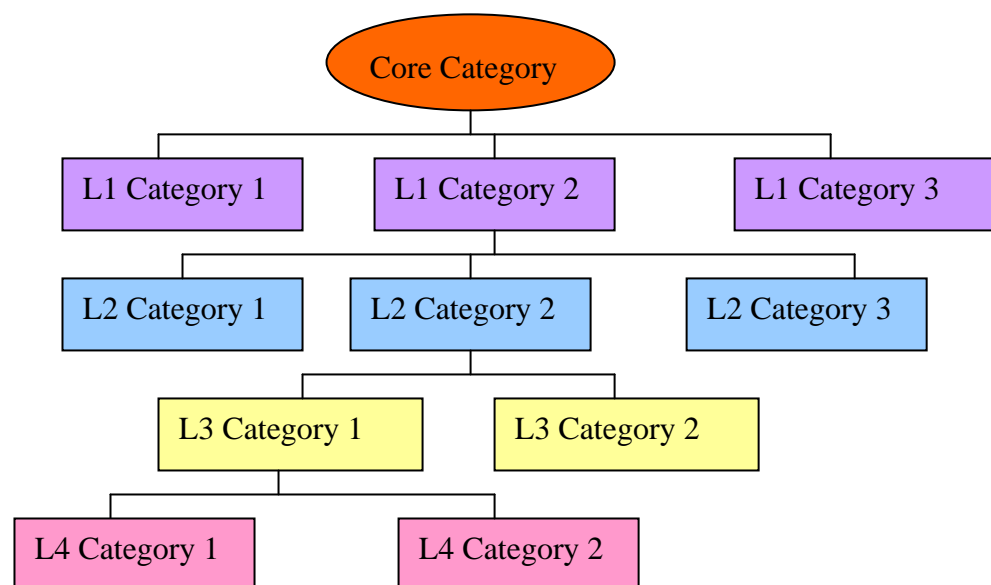 Core Category
L1 Category 1
L1 Category 2
L1 Category 3
L2 Category 1
L2 Category 2
L2 Category 3
L3 Category 1
L3 Category 2
L4 Category 1
L4 Category 2